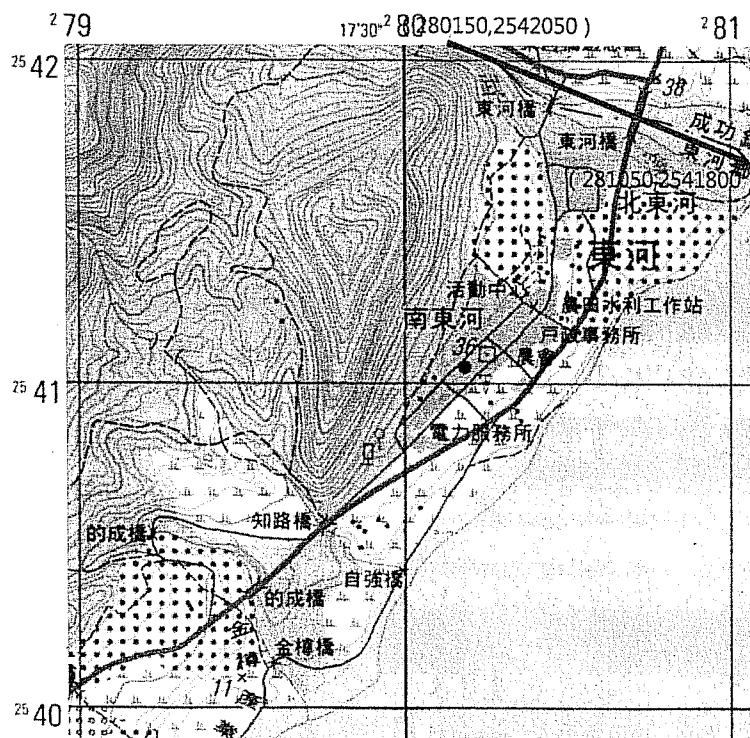 ²79
17'30" ²80
(280150,2542050 )
²81
²⁵42
38
東河橋
成功
東河橋
東河
(281050,2541800
北東河
東河
活動中心
農田水利工作站
南東河
戶政事務所
36
農會
²⁵41
電力服務所
知路橋
的成橋
自強橋
的成橋
金樽橋
金樽
11
²⁵40